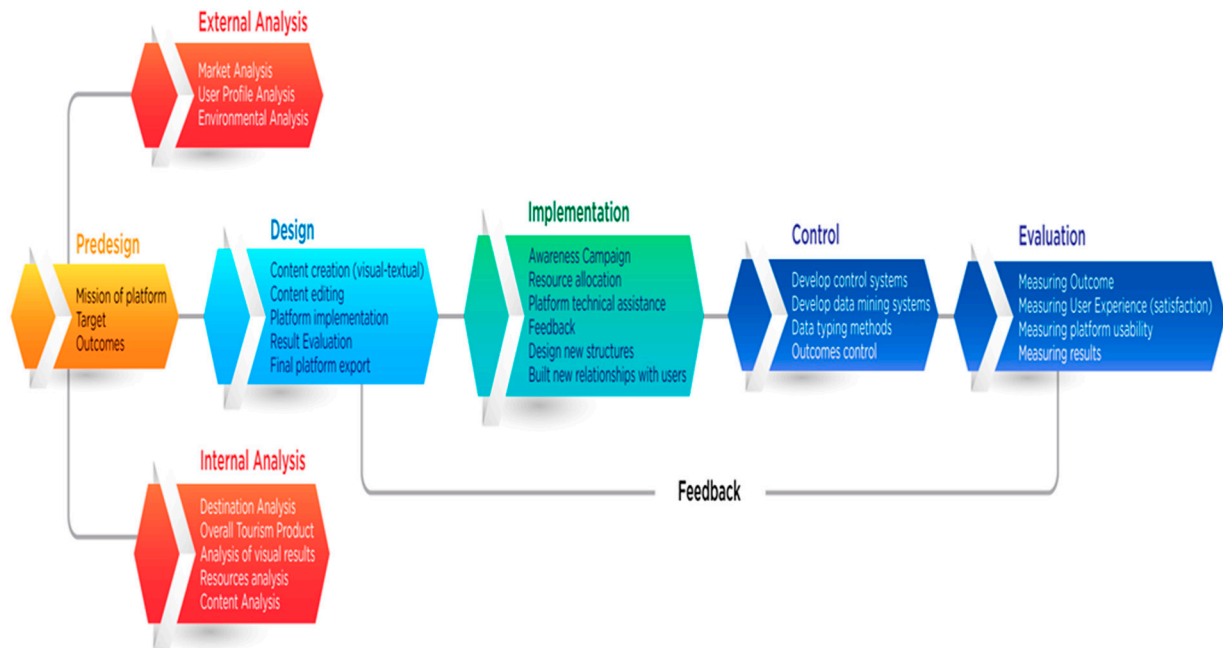 External Analysis
Market Analysis
User Profile Analysis
Environmental Analysis
Predesign
Mission of platform
Target
Outcomes
Design
Content creation (visual-textual)
Content editing
Platform implementation
Result Evaluation
Final platform export
Implementation
Awareness Campaign
Resource allocation
Platform technical assistance
Feedback
Design new structures
Built new relationships with users
Control
Develop control systems
Develop data mining systems
Data typing methods
Outcomes control
Evaluation
Measuring Outcome
Measuring User Experience (satisfaction)
Measuring platform usability
Measuring results
Internal Analysis
Destination Analysis
Overall Tourism Product
Analysis of visual results
Resources analysis
Content Analysis
Feedback